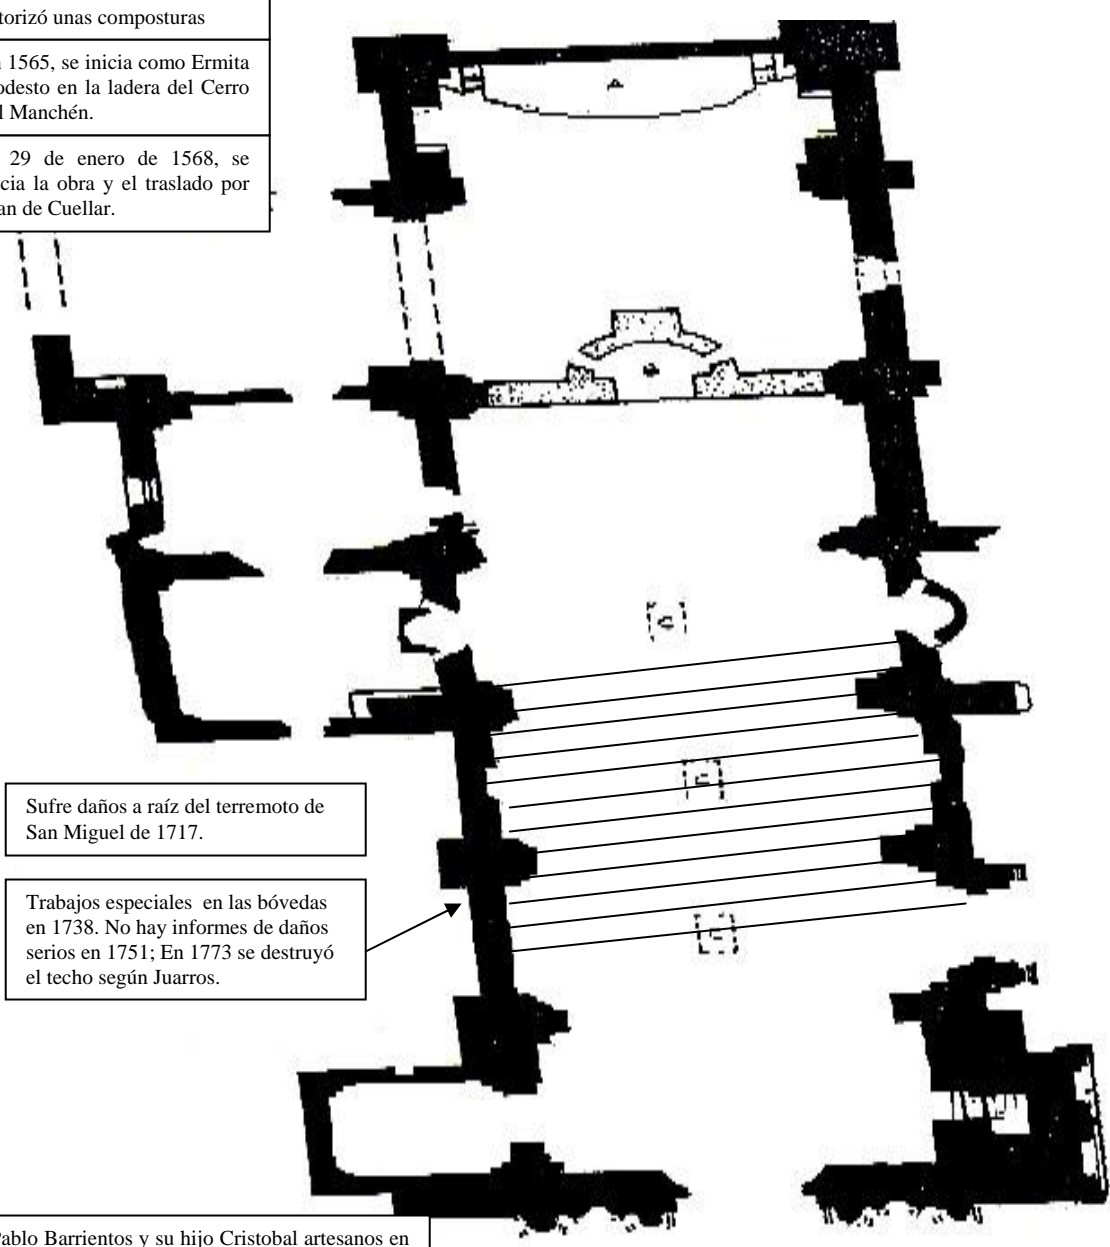 torizó unas composturas
1565, se inicia como Ermita
odesto en la ladera del Cerro
l Manchén.
29 de enero de 1568, se
cia la obra y el traslado por
an de Cuellar.
Sufre daños a raíz del terremoto de
San Miguel de 1717.
Trabajos especiales en las bóvedas
en 1738. No hay informes de daños
serios en 1751; En 1773 se destruyó
el techo según Juarros.
Pablo Barrientos y su hijo Cristobal artesanos en